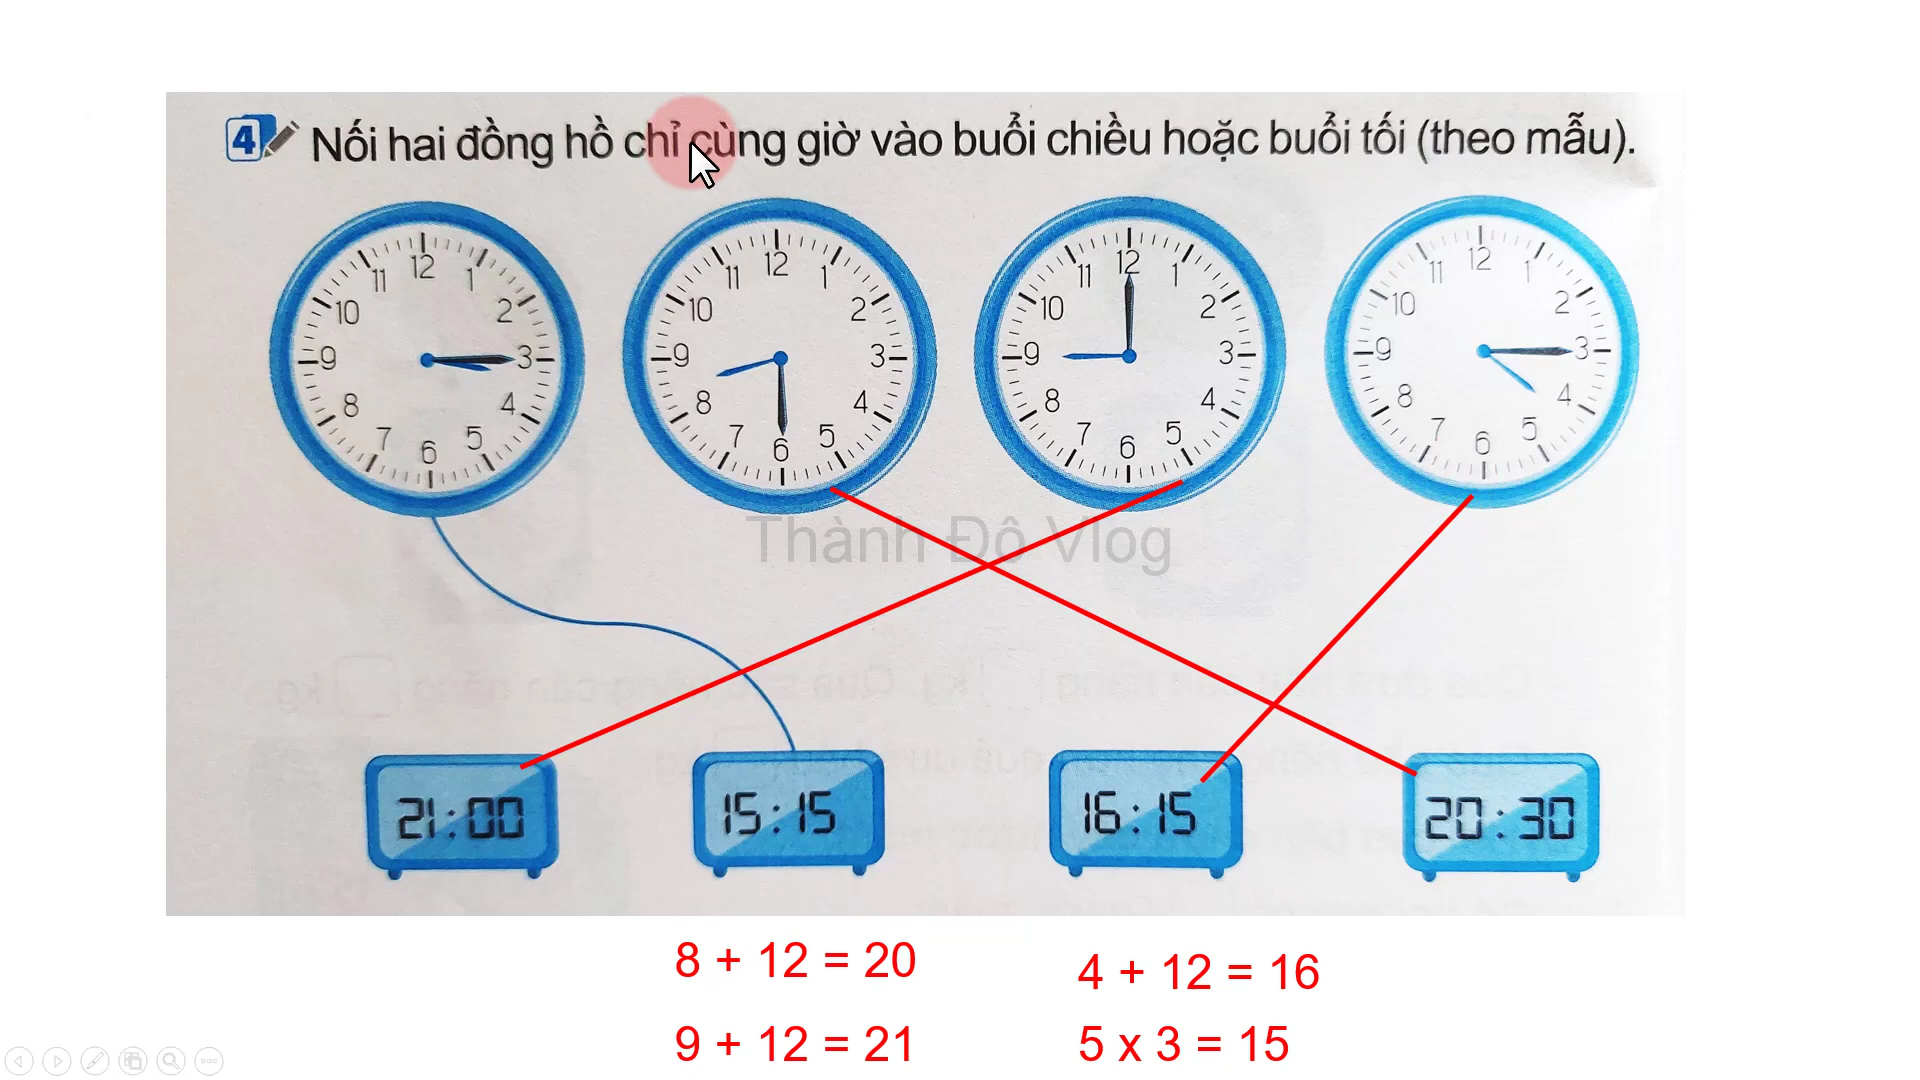 4 Nối hai đồng hồ chỉ cùng giờ vào buổi chiều hoặc buổi tối (theo mẫu).
12 1 2 3 4 5 6 7 8 9 10 11
12 1 2 3 4 5 6 7 8 9 10 11
12 1 2 3 4 5 6 7 8 9 10 11
12 1 2 3 4 5 6 7 8 9 10 11
Thành Đô Vlog
21:00 15:15 16:15 20:30
8 + 12 = 20 4 + 12 = 16
9 + 12 = 21 5 x 3 = 15